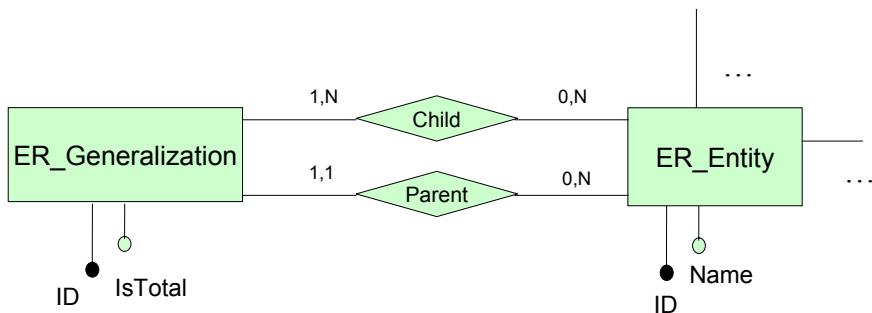 ...
1,N
Child
0,N
ER_Generalization
ER_Entity
1,1
Parent
0,N
...
ID
IsTotal
ID
Name